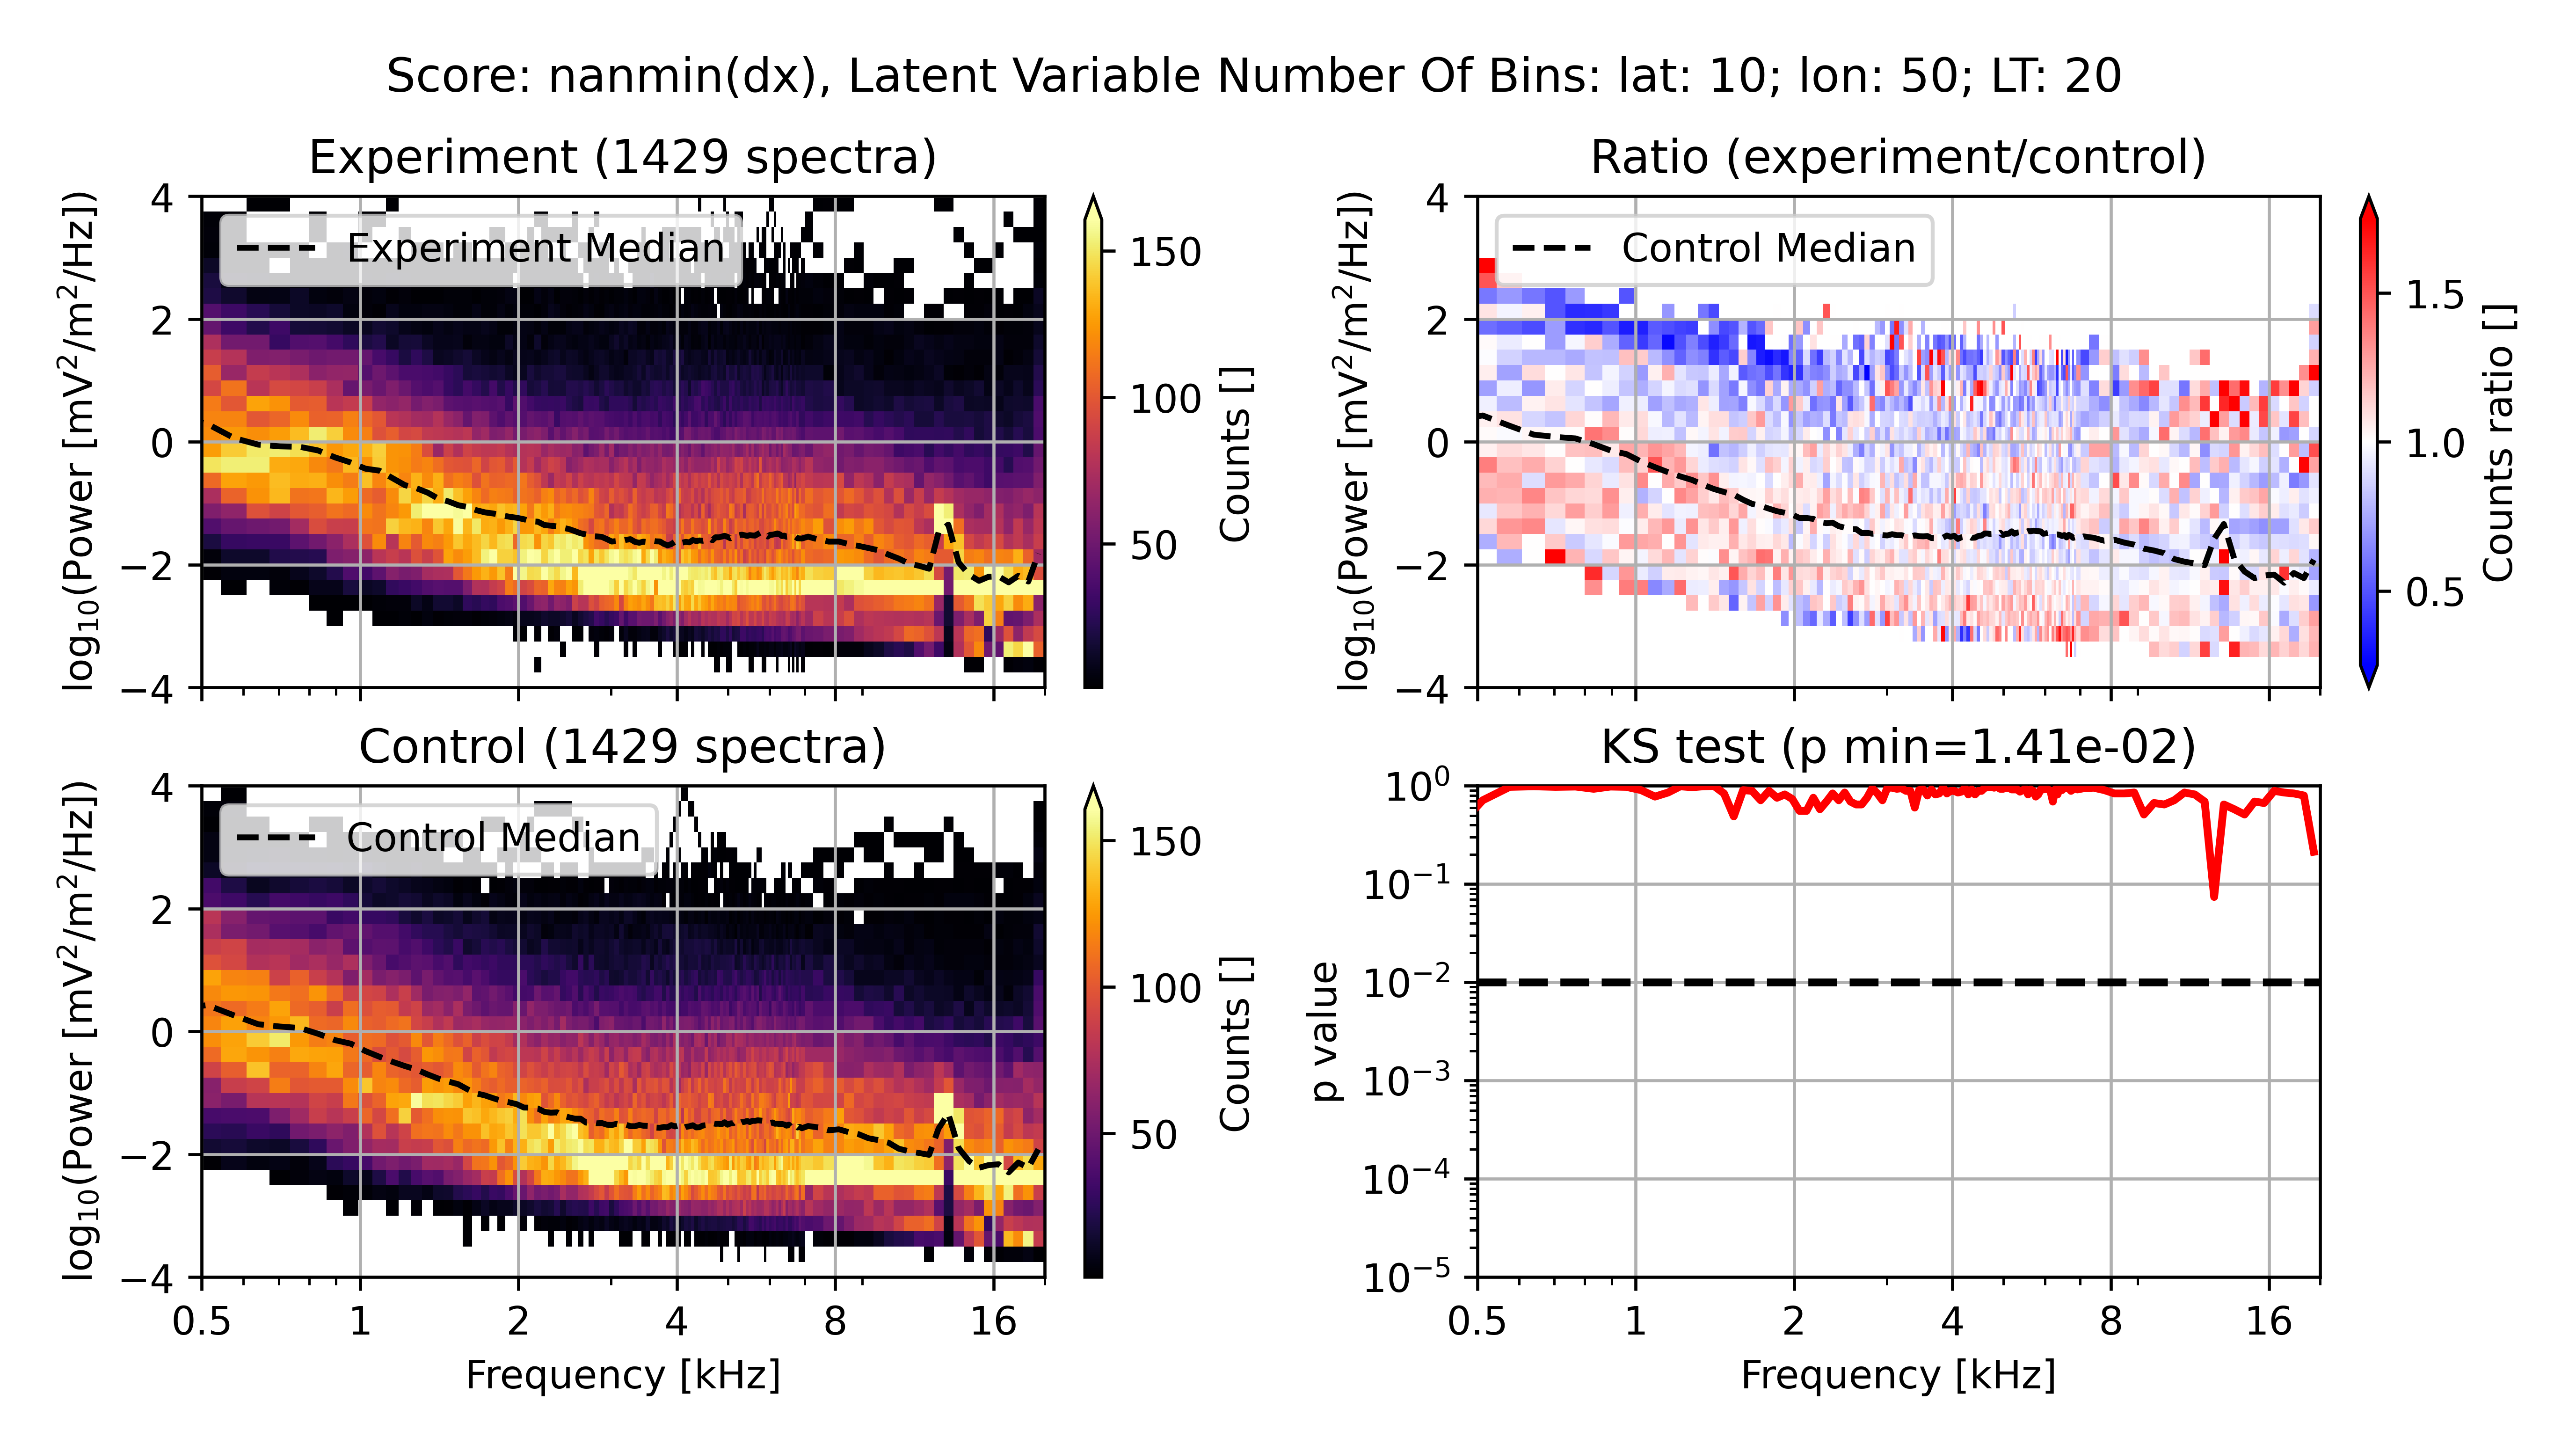 Score: nanmin(dx), Latent Variable Number Of Bins: lat: 10; lon: 50; LT: 20
Experiment (1429 spectra)
log₁₀(Power [mV²/m²/Hz])
4
2
0
−2
−4
Experiment Median
150
100
50
Counts []
Ratio (experiment/control)
log₁₀(Power [mV²/m²/Hz])
4
2
0
−2
−4
Control Median
1.5
1.0
0.5
Counts ratio []
Control (1429 spectra)
log₁₀(Power [mV²/m²/Hz])
4
2
0
−2
−4
Control Median
150
100
50
Counts []
0.5 1 2 4 8 16
Frequency [kHz]
KS test (p min=1.41e-02)
p value
10⁰
10⁻¹
10⁻²
10⁻³
10⁻⁴
10⁻⁵
0.5 1 2 4 8 16
Frequency [kHz]